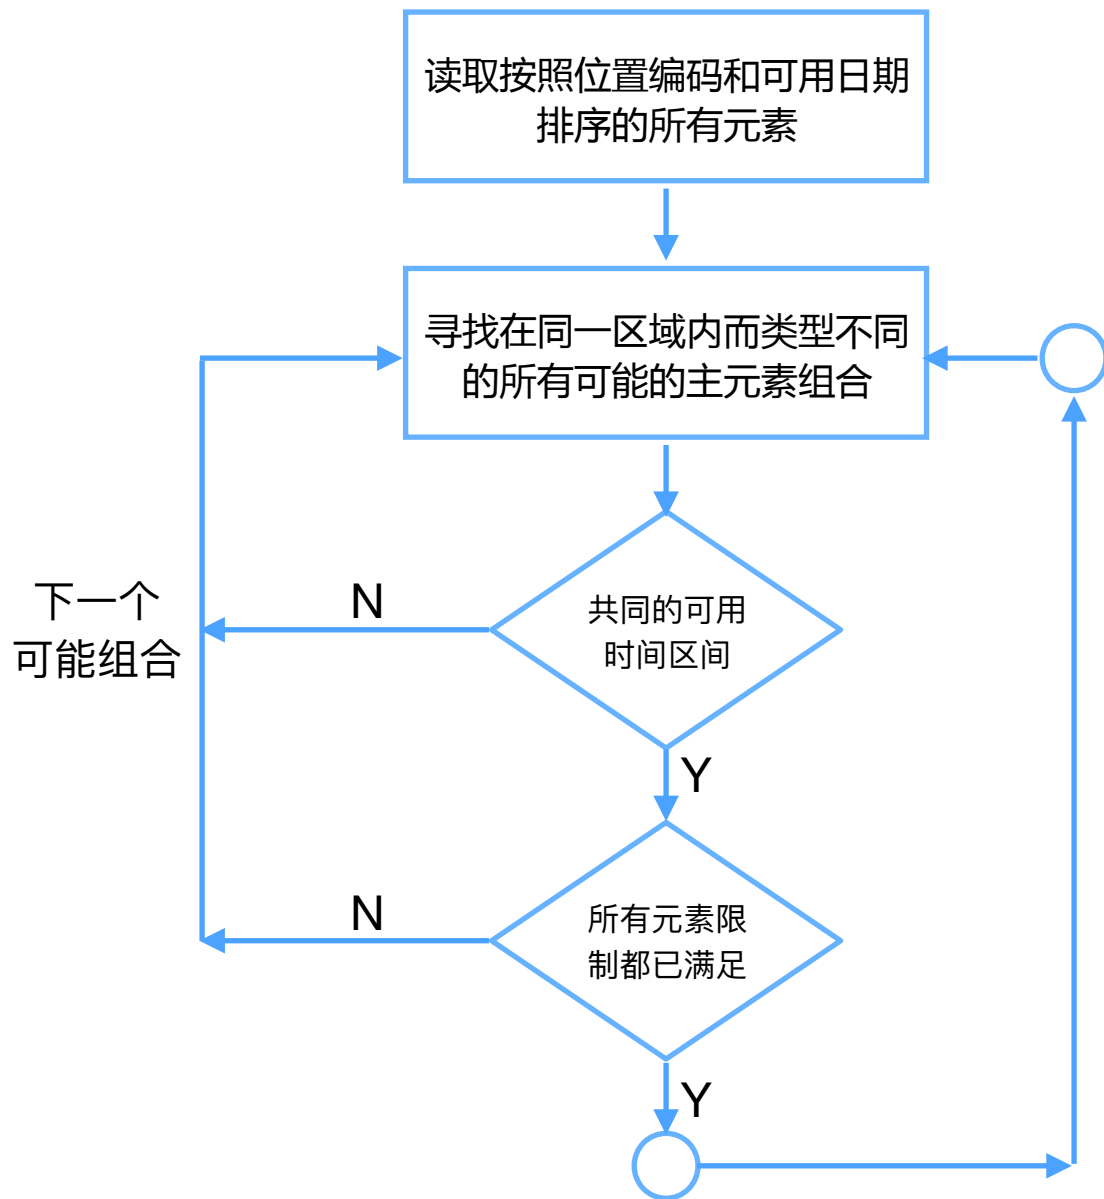 读取按照位置编码和可用日期
排序的所有元素
寻找在同一区域内而类型不同
的所有可能的主元素组合
下一个
可能组合
N
共同的可用
时间区间
Y
N
所有元素限
制都已满足
Y